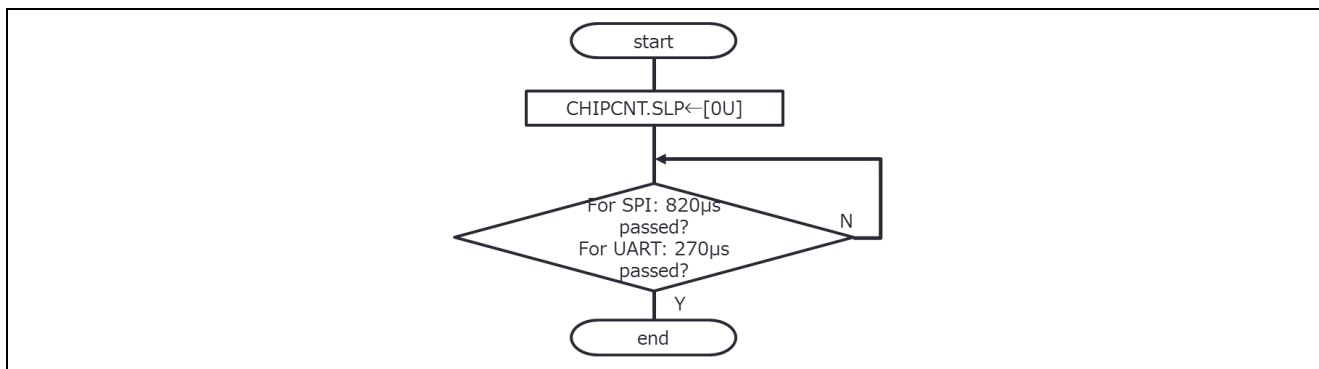 start
CHIPCNT.SLP←[0U]
For SPI: 820µs
passed?
For UART: 270µs
passed?
N
Y
end